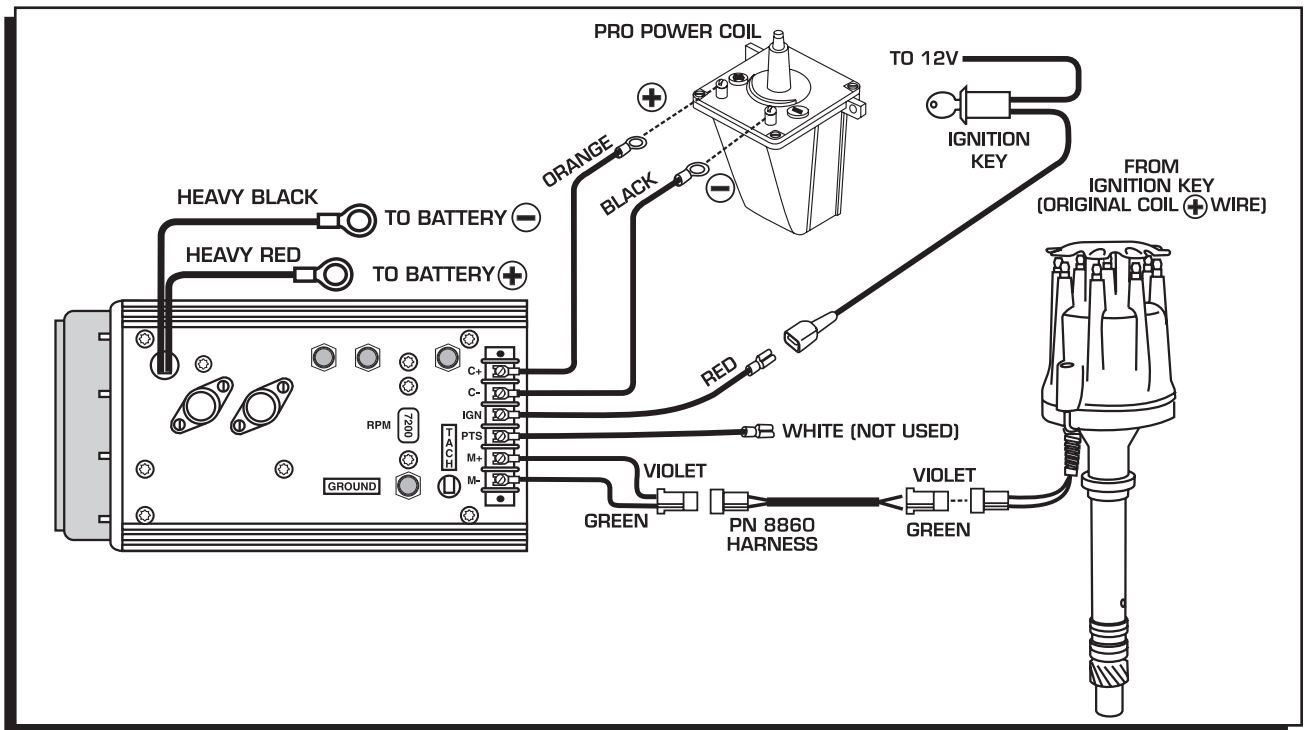 PRO POWER COIL
TO 12V
IGNITION
KEY
FROM
IGNITION KEY
(ORIGINAL COIL + WIRE)
+
ORANGE
BLACK
−
HEAVY BLACK
TO BATTERY −
HEAVY RED
TO BATTERY +
C+
C-
IGN
PTS
M+
M-
RPM
7200
TACH
GROUND
RED
WHITE (NOT USED)
VIOLET
GREEN
PN 8860
HARNESS
VIOLET
GREEN